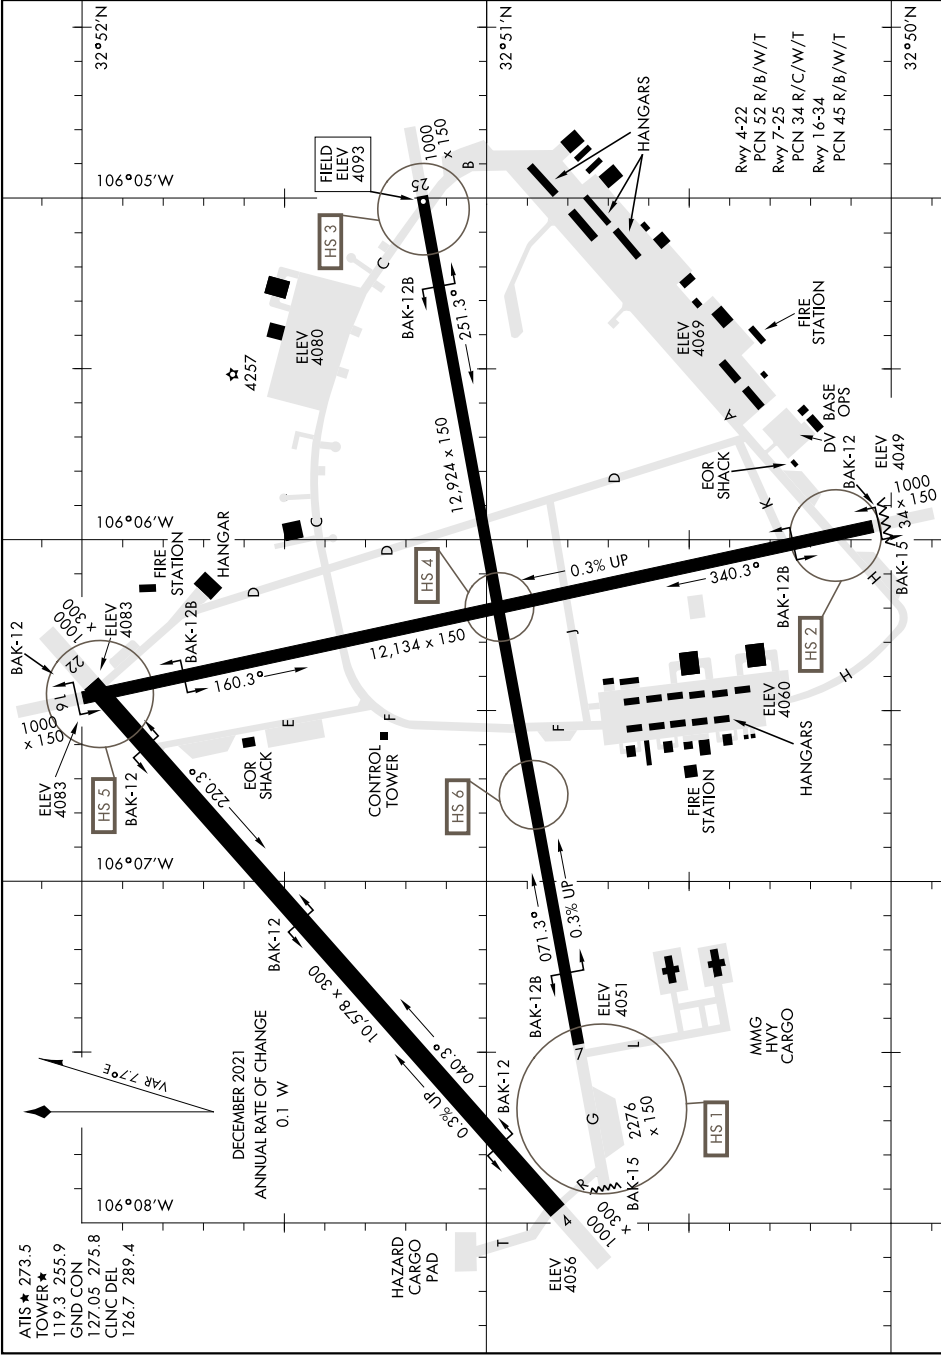 ATIS ★ 273.5
TOWER★
119.3 255.9
GND CON
127.05 275.8
CLNC DEL
126.7 289.4
106°08'W
106°07'W
106°06'W
106°05'W
32°52'N
32°51'N
32°50'N
VAR 7.7°E
DECEMBER 2021
ANNUAL RATE OF CHANGE
0.1 W
BAK-12
22
1000
x 300
ELEV
4083
16
1000
x 150
ELEV
4083
HS 5
BAK-12
BAK-12B
160.3°
220.3°
FIRE
STATION
HANGAR
D
E
EOR
SHACK
F
CONTROL
TOWER
12,134 x 150
BAK-12
10,578 x 300
040.3°
0.3% UP
BAK-12
HAZARD
CARGO
PAD
T
ELEV
4056
4
1000
x 300
R
BAK-15
G
2276
x 150
HS 1
7
L
BAK-12B
071.3°
0.3% UP
ELEV
4051
MMG
HVY
CARGO
HS 6
F
J
HS 4
0.3% UP
340.3°
D
C
4257
ELEV
4080
C
HS 3
FIELD
ELEV
4093
25
1000
x 150
B
BAK-12B
251.3°
12,924 x 150
D
HANGARS
ELEV
4069
FIRE
STATION
A
BASE
OPS
DV
EOR
SHACK
K
BAK-12
ELEV
4049
1000
x 150
34
BAK-15
H
BAK-12B
HS 2
H
ELEV
4060
HANGARS
FIRE
STATION
Rwy 4-22
PCN 52 R/B/W/T
Rwy 7-25
PCN 34 R/C/W/T
Rwy 16-34
PCN 45 R/B/W/T